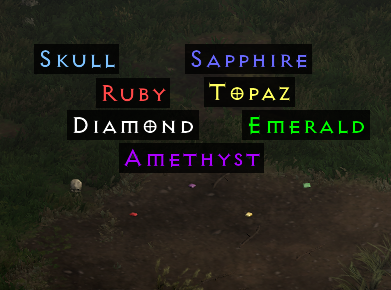 Skull
Sapphire
Ruby
Topaz
Diamond
Emerald
Amethyst